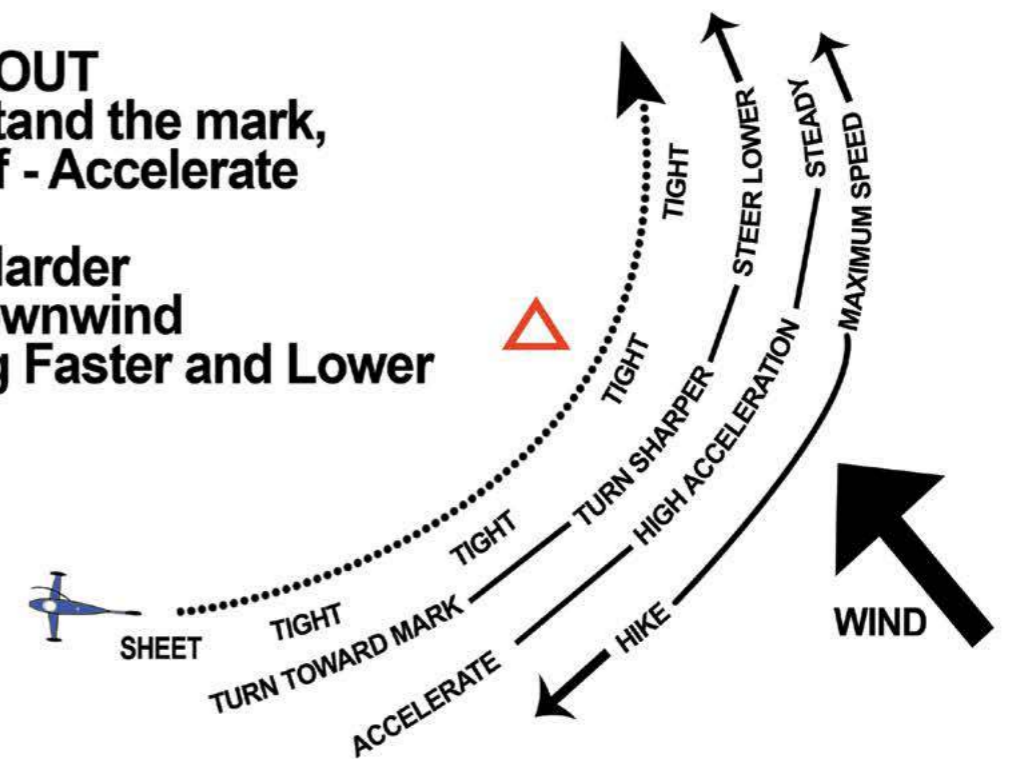 OUT
tand the mark,
f - Accelerate
Harder
wnwind
g Faster and Lower
SHEET
TIGHT
TIGHT
TIGHT
TIGHT
TURN TOWARD MARK
TURN SHARPER
STEER LOWER
ACCELERATE
HIGH ACCELERATION
STEADY
HIKE
MAXIMUM SPEED
WIND